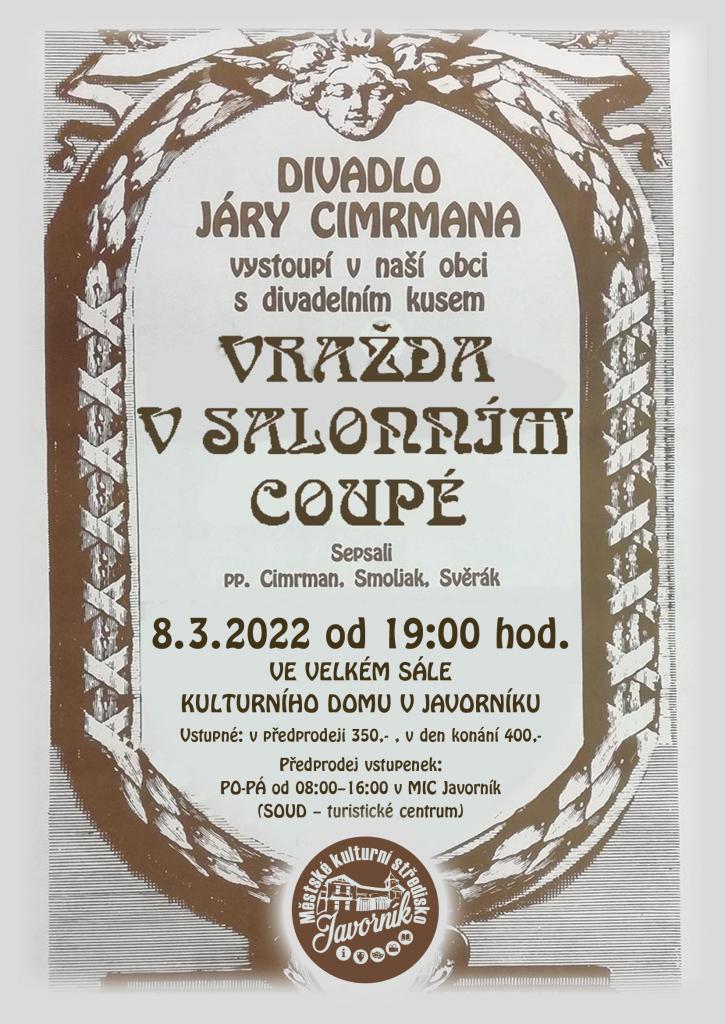 DIVADLO
JÁRY CIMRMANA
vystoupí v naší obci
s divadelním kusem
VRAŽDA
V SALONNÍM
COUPÉ
Sepsali
pp. Cimrman, Smoljak, Svěrák
8.3.2022 od 19:00 hod.
VE VELKÉM SÁLE
KULTURNÍHO DOMU V JAVORNÍKU
Vstupné: v předprodeji 350,- , v den konání 400,-
Předprodej vstupenek:
PO-PÁ od 08:00–16:00 v MIC Javorník
(SOUD – turistické centrum)
Městské kulturní středisko
Javorník